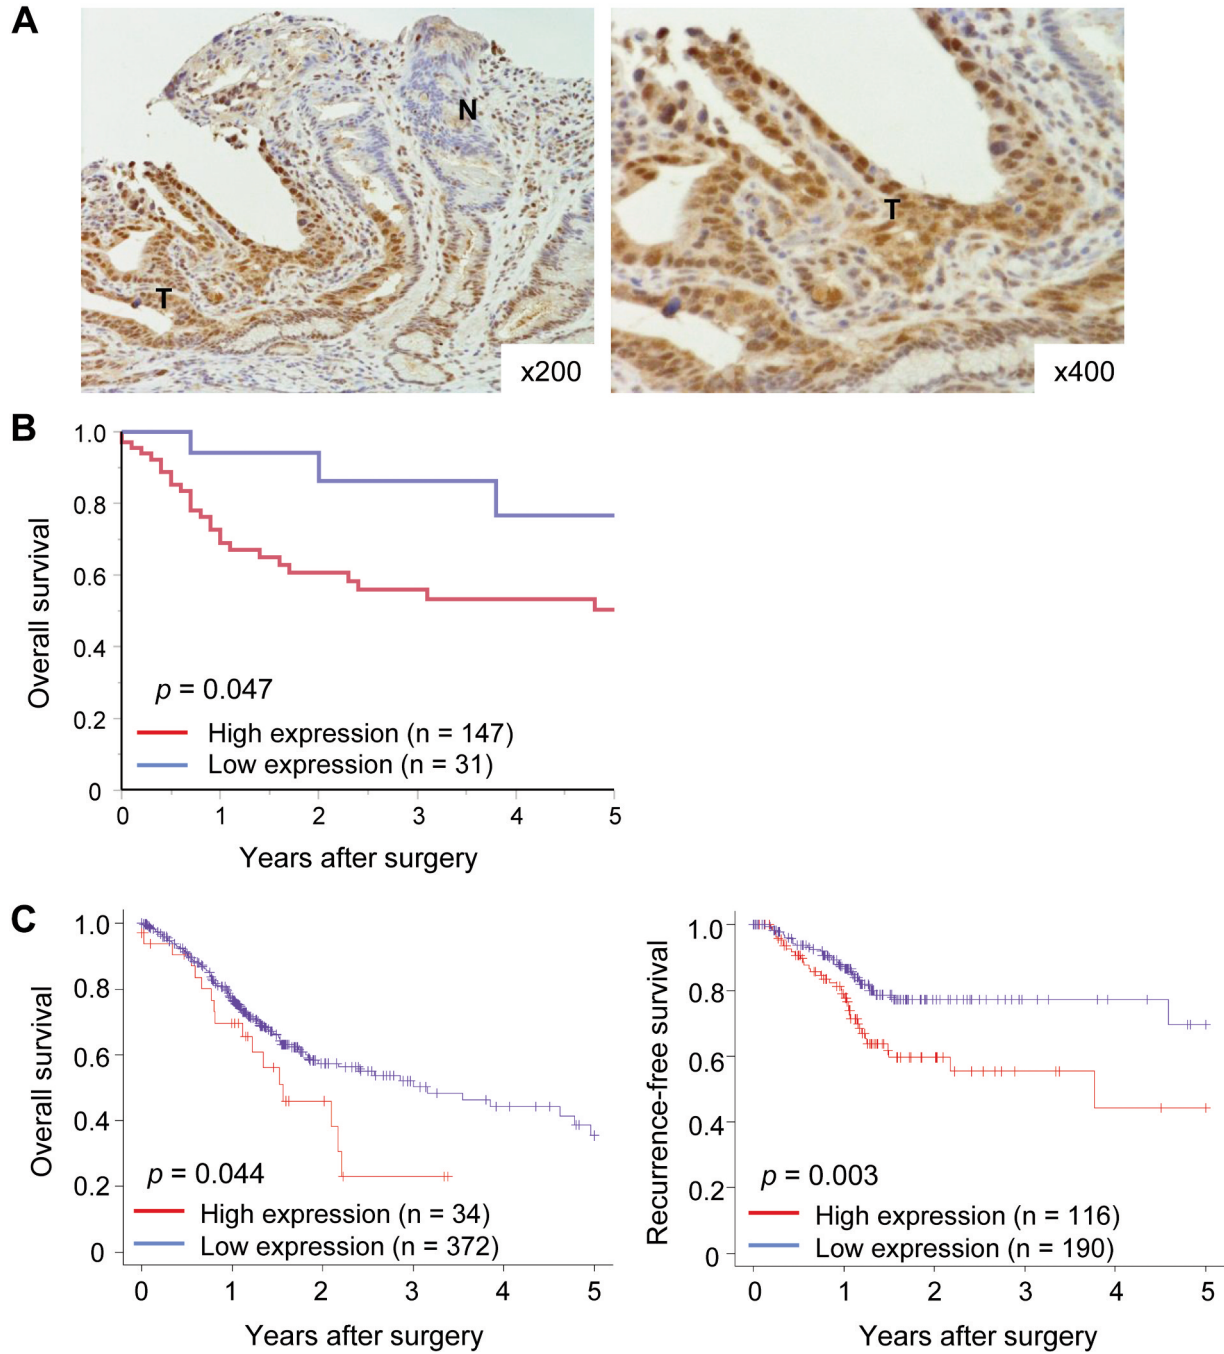 A
N
T
x200
T
x400
B
1.0
0.8
0.6
0.4
0.2
0
Overall survival
p = 0.047
High expression (n = 147)
Low expression (n = 31)
0 1 2 3 4 5
Years after surgery
C
1.0
0.8
0.6
0.4
0.2
0
Overall survival
p = 0.044
High expression (n = 34)
Low expression (n = 372)
0 1 2 3 4 5
Years after surgery
1.0
0.8
0.6
0.4
0.2
0
Recurrence-free survival
p = 0.003
High expression (n = 116)
Low expression (n = 190)
0 1 2 3 4 5
Years after surgery